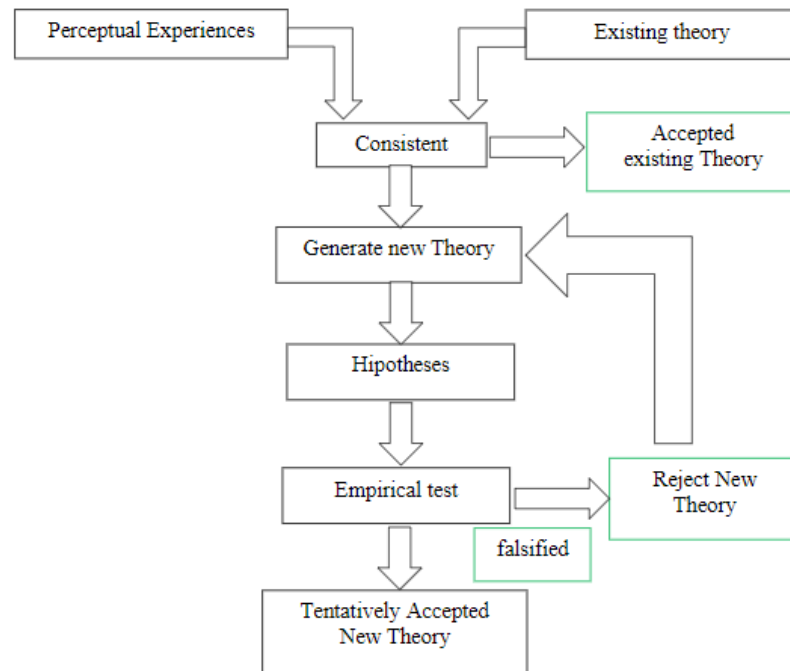 Perceptual Experiences
Existing theory
Consistent
Accepted
existing Theory
Generate new Theory
Hipotheses
Empirical test
Reject New
Theory
falsified
Tentatively Accepted
New Theory